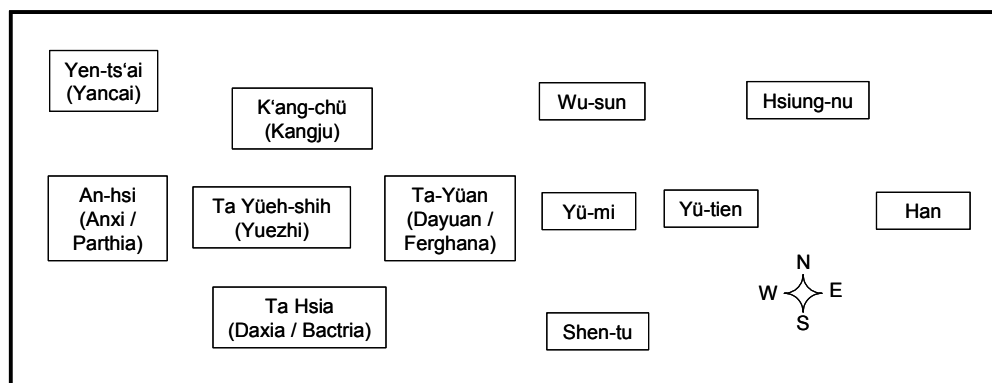 Yen-ts‘ai
(Yancai)
K‘ang-chü
(Kangju)
Wu-sun
Hsiung-nu
An-hsi
(Anxi /
Parthia)
Ta Yüeh-shih
(Yuezhi)
Ta-Yüan
(Dayuan /
Ferghana)
Yü-mi
Yü-tien
Han
Ta Hsia
(Daxia / Bactria)
Shen-tu
N
W
E
S